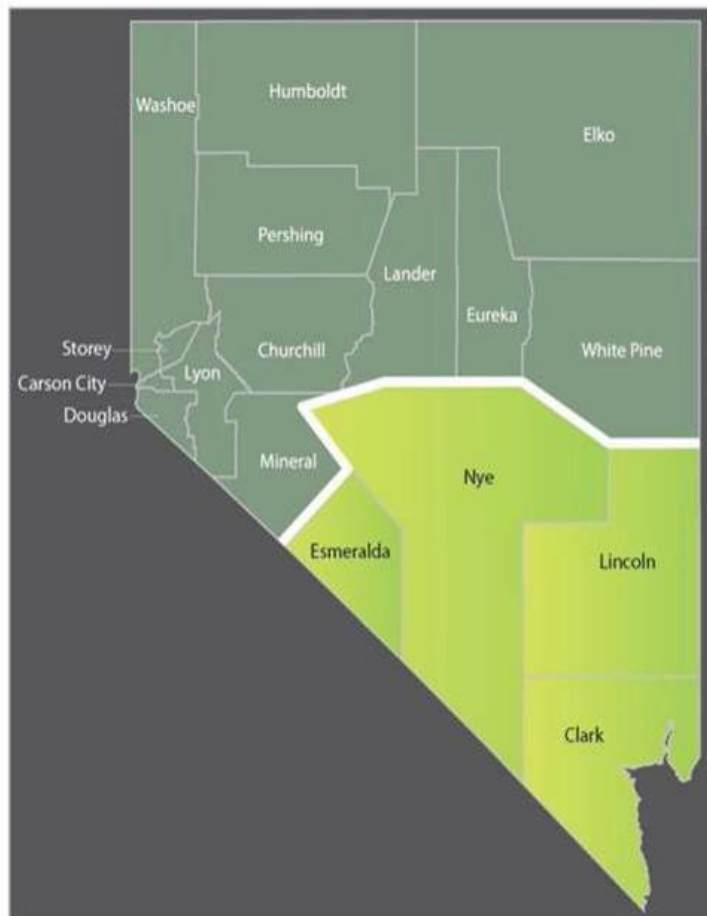 Humboldt
Washoe
Elko
Pershing
Lander
Eureka
Storey
Churchill
White Pine
Lyon
Carson City
Douglas
Mineral
Nye
Esmeralda
Lincoln
Clark